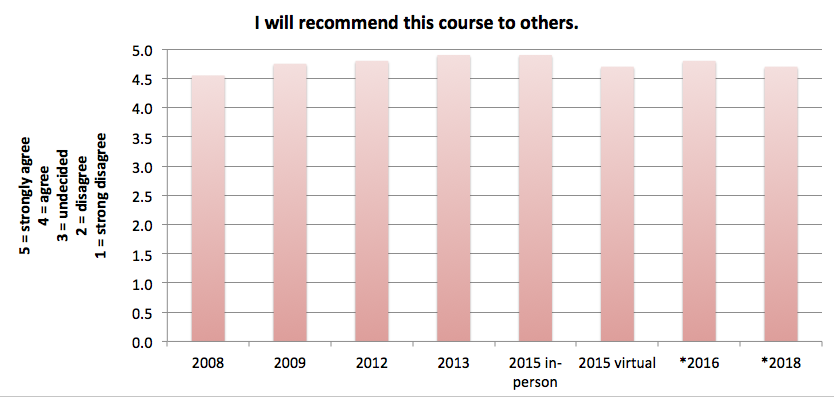 I will recommend this course to others.
5 = strongly agree
4 = agree
3 = undecided
2 = disagree
1 = strong disagree
5.0
4.5
4.0
3.5
3.0
2.5
2.0
1.5
1.0
0.5
0.0
2008
2009
2012
2013
2015 in-
person
2015 virtual
*2016
*2018